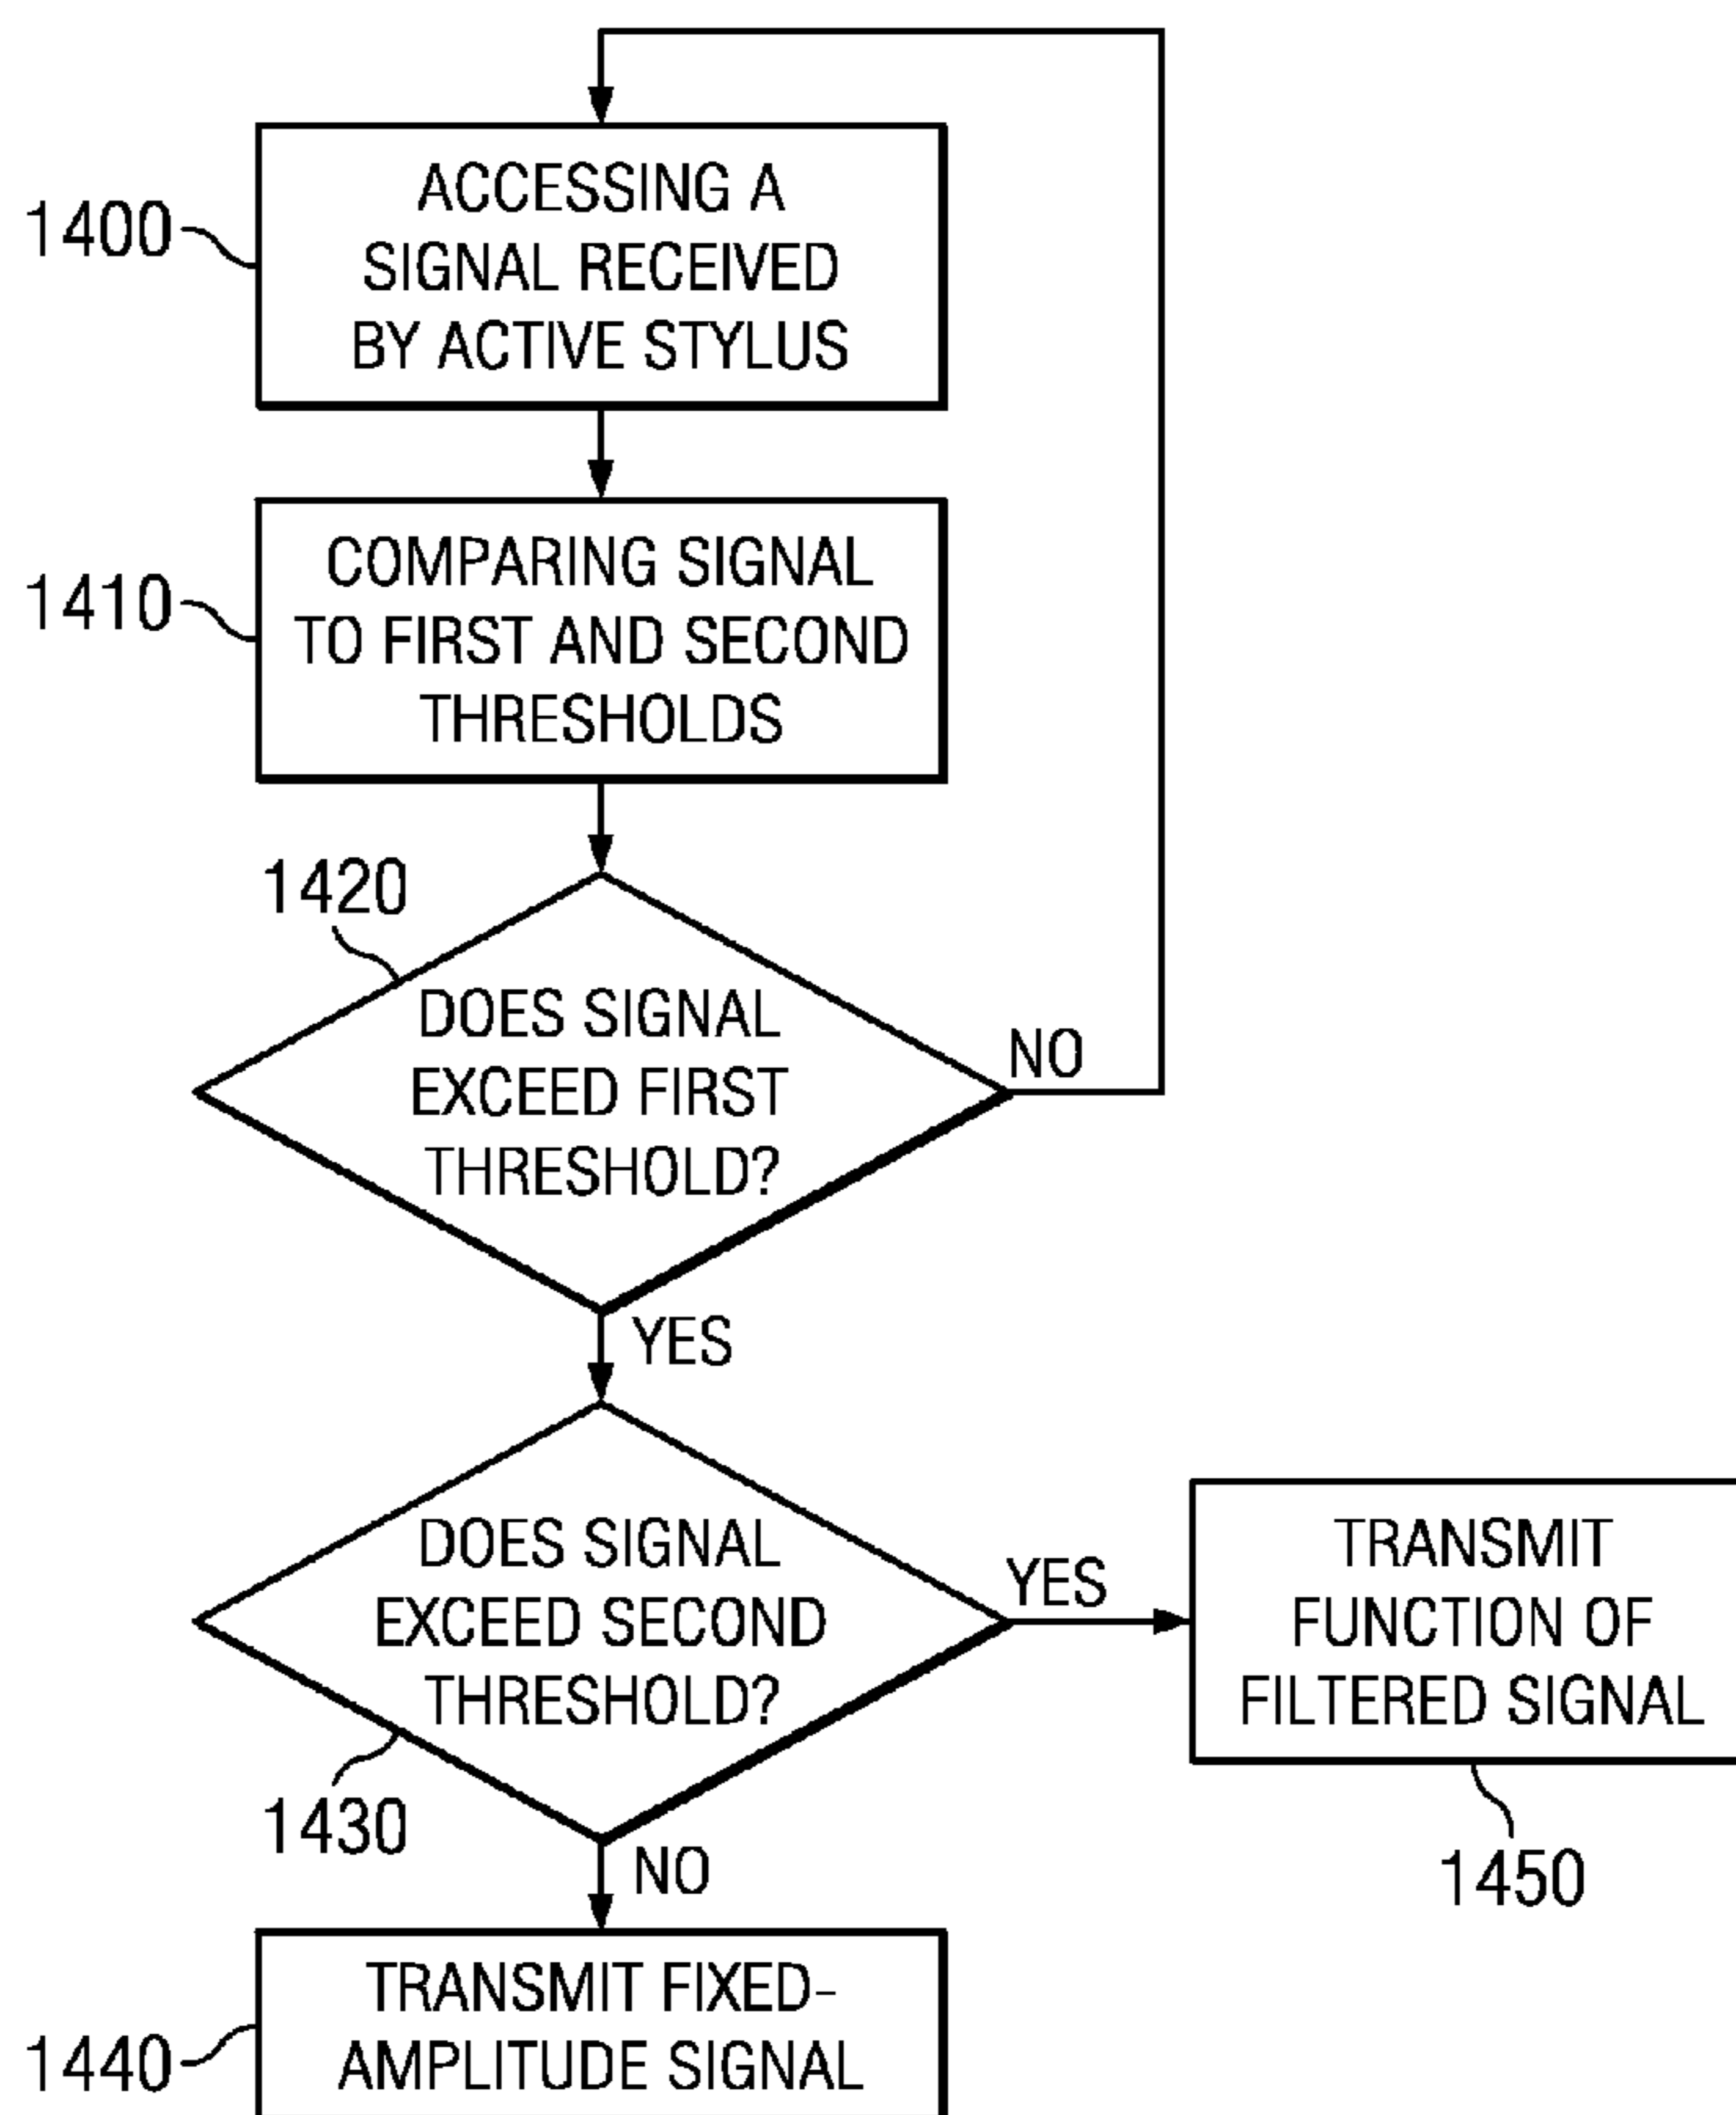 1400
ACCESSING A
SIGNAL RECEIVED
BY ACTIVE STYLUS
1410
COMPARING SIGNAL
TO FIRST AND SECOND
THRESHOLDS
1420
DOES SIGNAL
EXCEED FIRST
THRESHOLD?
NO
YES
DOES SIGNAL
EXCEED SECOND
THRESHOLD?
1430
YES
TRANSMIT
FUNCTION OF
FILTERED SIGNAL
1450
NO
1440
TRANSMIT FIXED-
AMPLITUDE SIGNAL